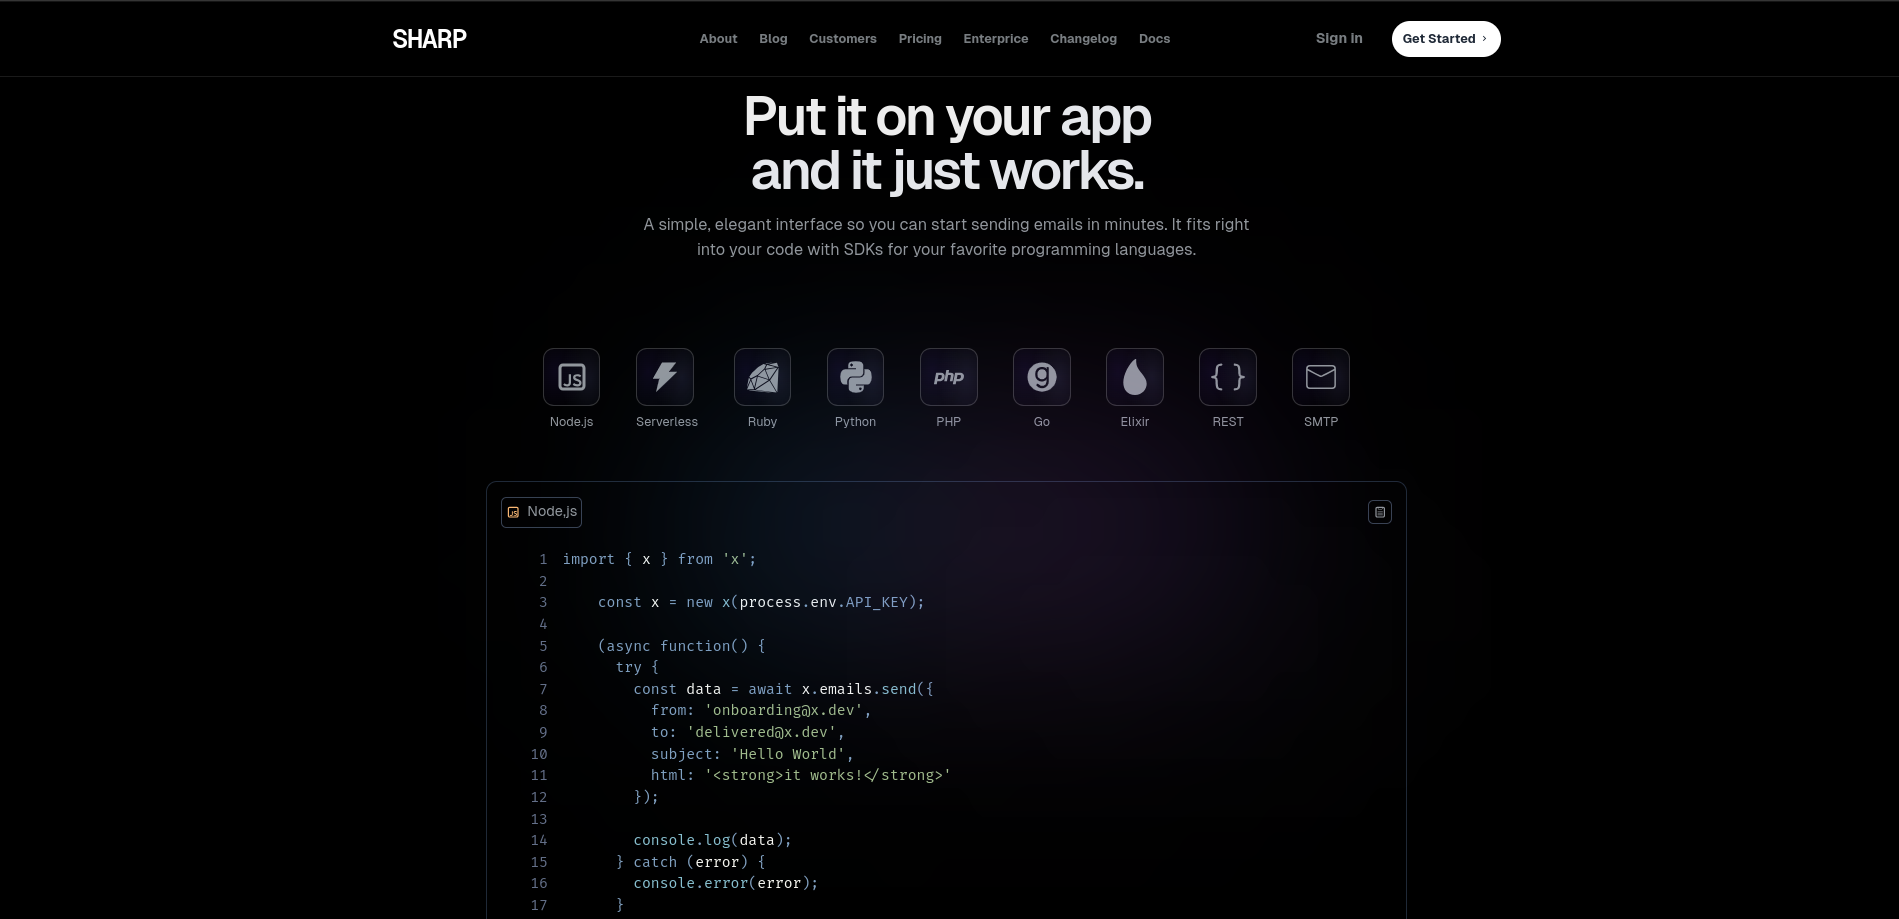 SHARP
About Blog Customers Pricing Enterprice Changelog Docs
Sign in
Get Started ›
Put it on your app
and it just works.
A simple, elegant interface so you can start sending emails in minutes. It fits right
into your code with SDKs for your favorite programming languages.
JS
php
g
{ }
Node.js Serverless Ruby Python PHP Go Elixir REST SMTP
JS Node,js
1 import { x } from 'x';
2
3     const x = new x(process.env.API_KEY);
4
5     (async function() {
6       try {
7         const data = await x.emails.send({
8           from: 'onboarding@x.dev',
9           to: 'delivered@x.dev',
10           subject: 'Hello World',
11           html: '<strong>it works!</strong>'
12         });
13
14         console.log(data);
15       } catch (error) {
16         console.error(error);
17       }